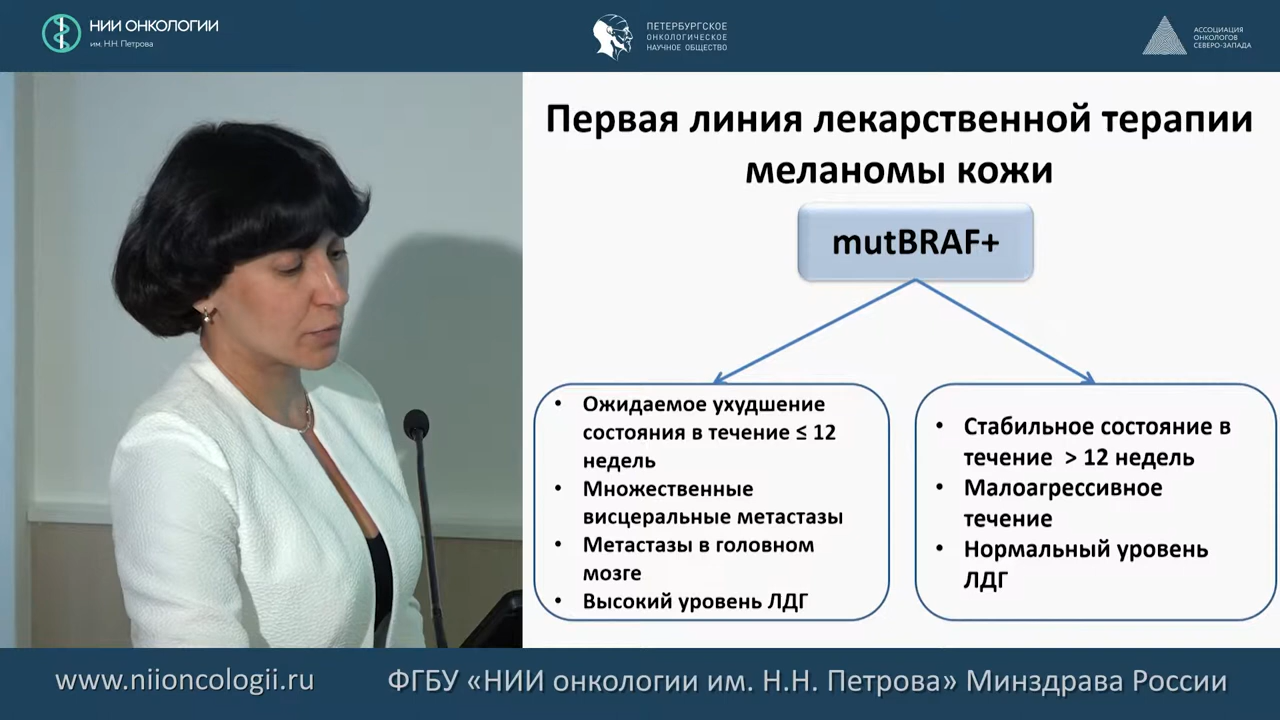 НИИ ОНКОЛОГИИ
им. Н.Н. Петрова
ПЕТЕРБУРГСКОЕ
ОНКОЛОГИЧЕСКОЕ
НАУЧНОЕ ОБЩЕСТВО
АССОЦИАЦИЯ
ОНКОЛОГОВ
СЕВЕРО-ЗАПАДА
Первая линия лекарственной терапии
меланомы кожи
mutBRAF+
• Ожидаемое ухудшение
состояния в течение ≤ 12
недель
• Множественные
висцеральные метастазы
• Метастазы в головном
мозге
• Высокий уровень ЛДГ
• Стабильное состояние в
течение > 12 недель
• Малоагрессивное
течение
• Нормальный уровень
ЛДГ
www.niioncologii.ru
ФГБУ «НИИ онкологии им. Н.Н. Петрова» Минздрава России